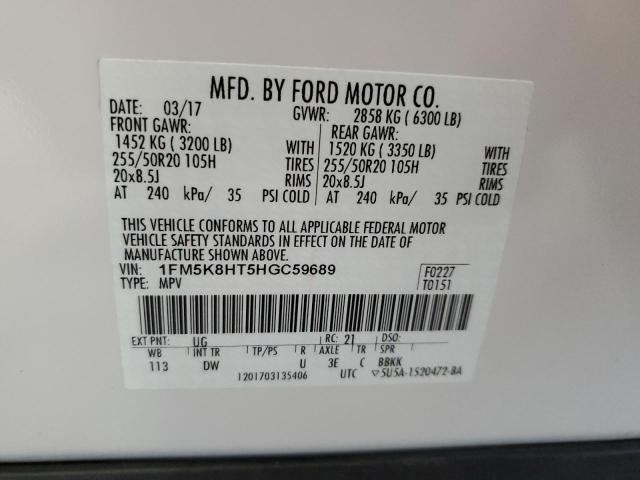 MFD. BY FORD MOTOR CO.
DATE: 03/17 GVWR: 2858 KG ( 6300 LB)
FRONT GAWR: REAR GAWR:
1452 KG ( 3200 LB) WITH 1520 KG ( 3350 LB) WITH
255/50R20 105H TIRES 255/50R20 105H TIRES
20x8.5J RIMS 20x8.5J RIMS
AT 240 kPa/ 35 PSI COLD AT 240 kPa/ 35 PSI COLD
THIS VEHICLE CONFORMS TO ALL APPLICABLE FEDERAL MOTOR
VEHICLE SAFETY STANDARDS IN EFFECT ON THE DATE OF
MANUFACTURE SHOWN ABOVE.
VIN: 1FM5K8HT5HGC59689 F0227
TYPE: MPV T0151
EXT PNT: UG RC: 21 DSO:
WB INT TR TP/PS R AXLE TR SPR
113 DW U 3E C BBKK
1201703135406 UTC ▽5U5A-1520472-BA